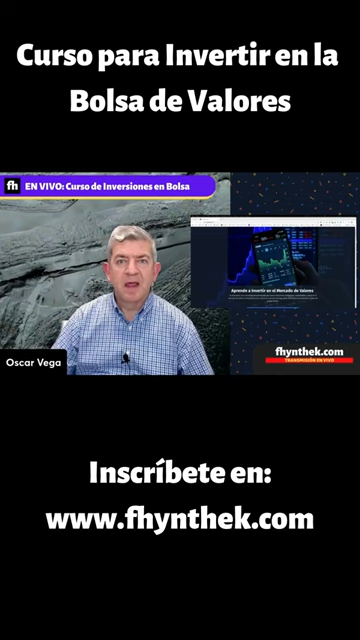 Curso para Invertir en la
Bolsa de Valores
fh EN VIVO: Curso de Inversiones en Bolsa
Aprende a Invertir en el Mercado de Valores
Oscar Vega
fhynthek.com
TRANSMISIÓN EN VIVO
Inscríbete en:
www.fhynthek.com